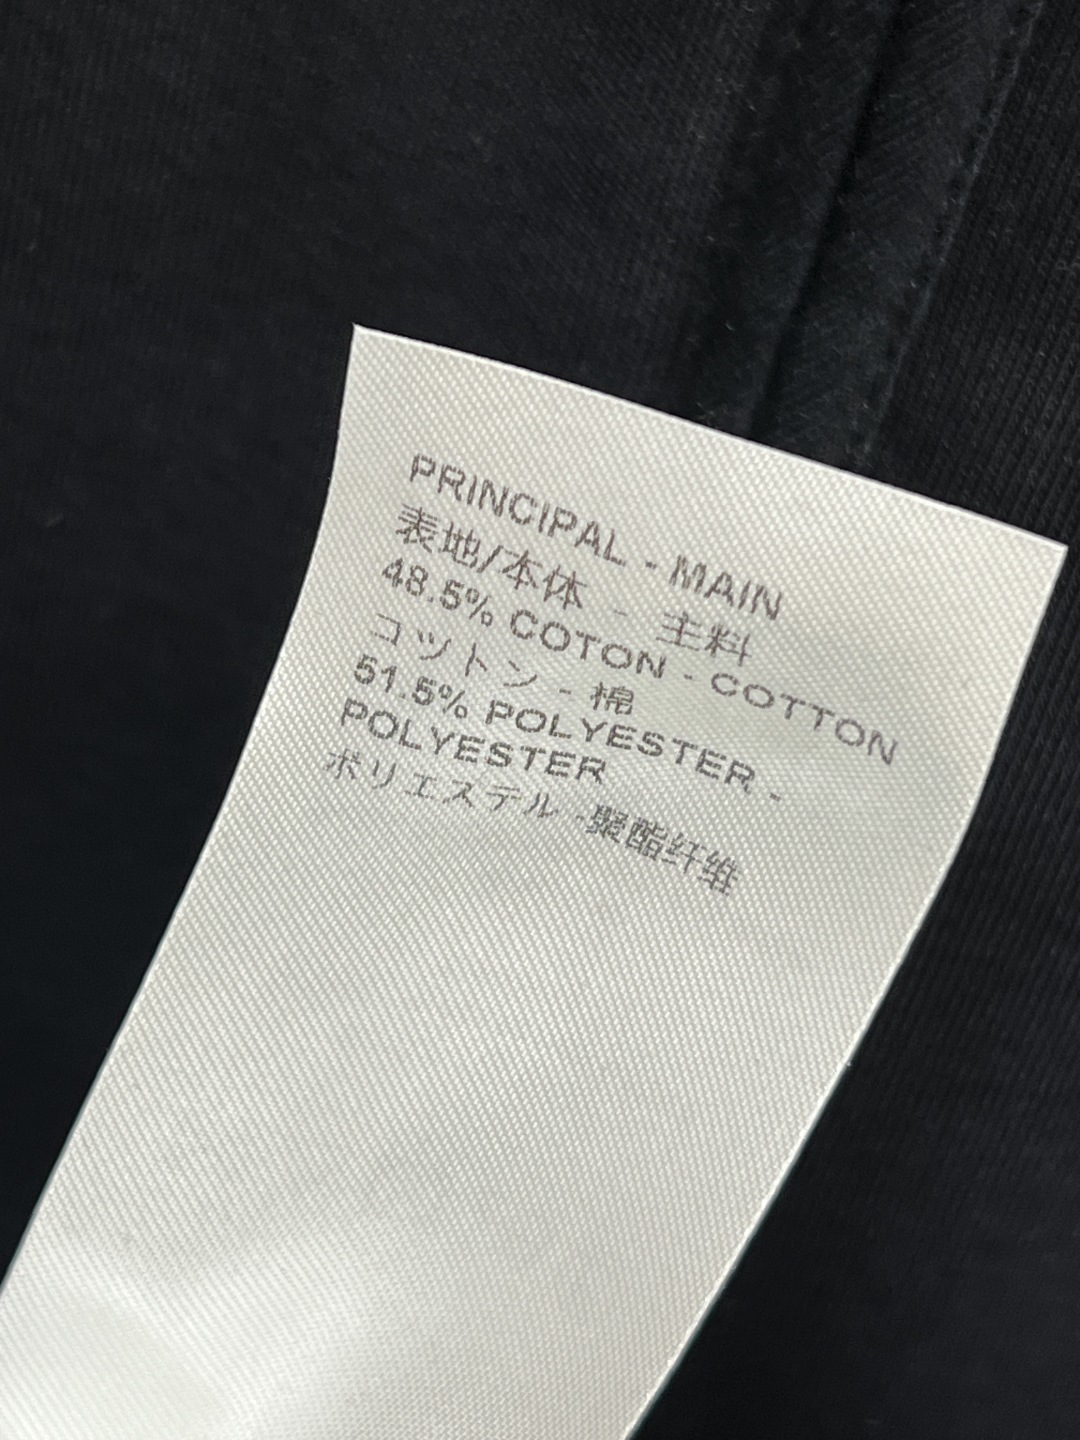 PRINCIPAL - MAIN
表地/本体 - 主料
48.5% COTON - COTTON
コットン - 棉
51.5% POLYESTER -
POLYESTER
ポリエステル -聚酯纤维